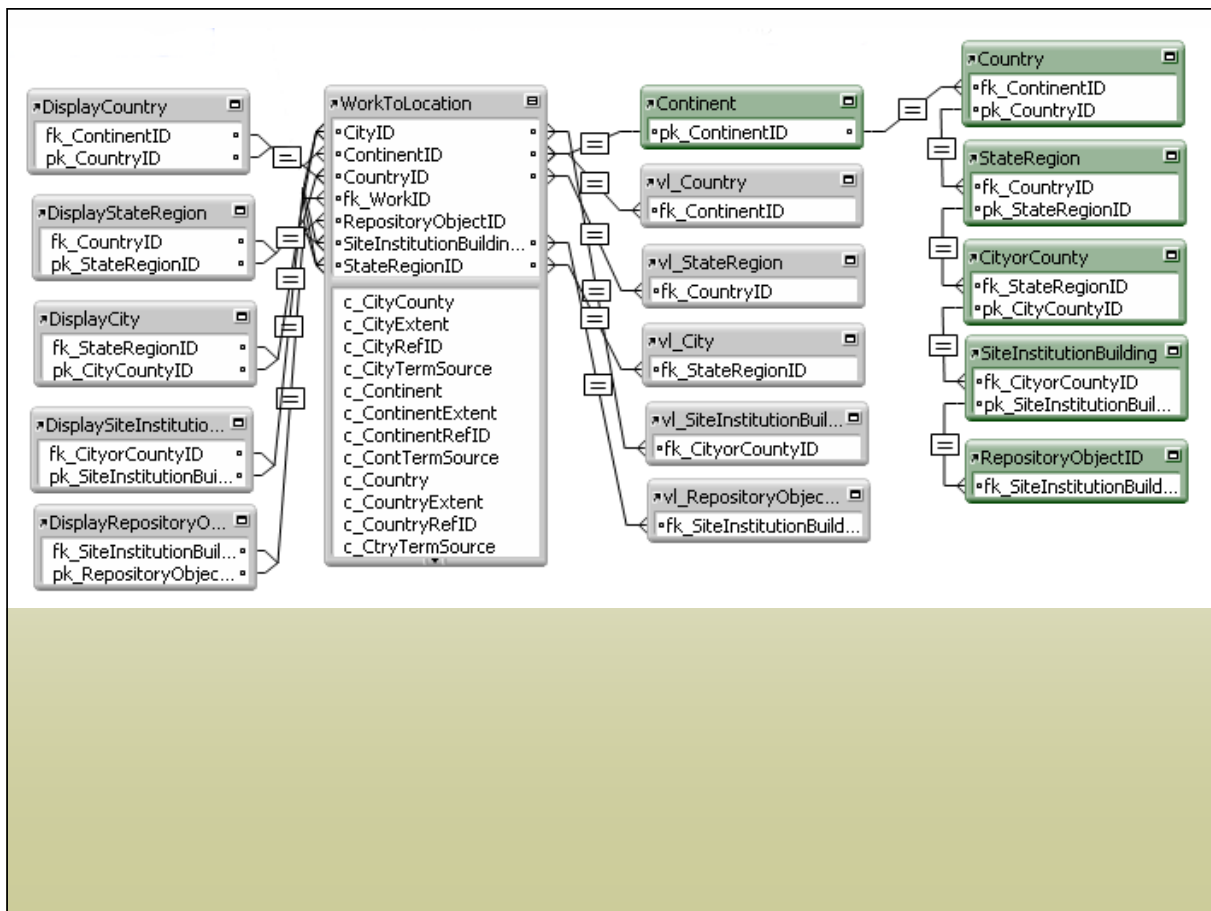 DisplayCountry
fk_ContinentID
pk_CountryID
DisplayStateRegion
fk_CountryID
pk_StateRegionID
DisplayCity
fk_StateRegionID
pk_CityCountyID
DisplaySiteInstitutio...
fk_CityorCountyID
pk_SiteInstitutionBui...
DisplayRepositoryO...
fk_SiteInstitutionBuil...
pk_RepositoryObjec...
WorkToLocation
CityID
ContinentID
CountryID
fk_WorkID
RepositoryObjectID
SiteInstitutionBuildin...
StateRegionID
c_CityCounty
c_CityExtent
c_CityRefID
c_CityTermSource
c_Continent
c_ContinentExtent
c_ContinentRefID
c_ContTermSource
c_Country
c_CountryExtent
c_CountryRefID
c_CtryTermSource
Continent
pk_ContinentID
vl_Country
fk_ContinentID
vl_StateRegion
fk_CountryID
vl_City
fk_StateRegionID
vl_SiteInstitutionBuil...
fk_CityorCountyID
vl_RepositoryObjec...
fk_SiteInstitutionBuild...
Country
fk_ContinentID
pk_CountryID
StateRegion
fk_CountryID
pk_StateRegionID
CityorCounty
fk_StateRegionID
pk_CityCountyID
SiteInstitutionBuilding
fk_CityorCountyID
pk_SiteInstitutionBuil...
RepositoryObjectID
fk_SiteInstitutionBuild...